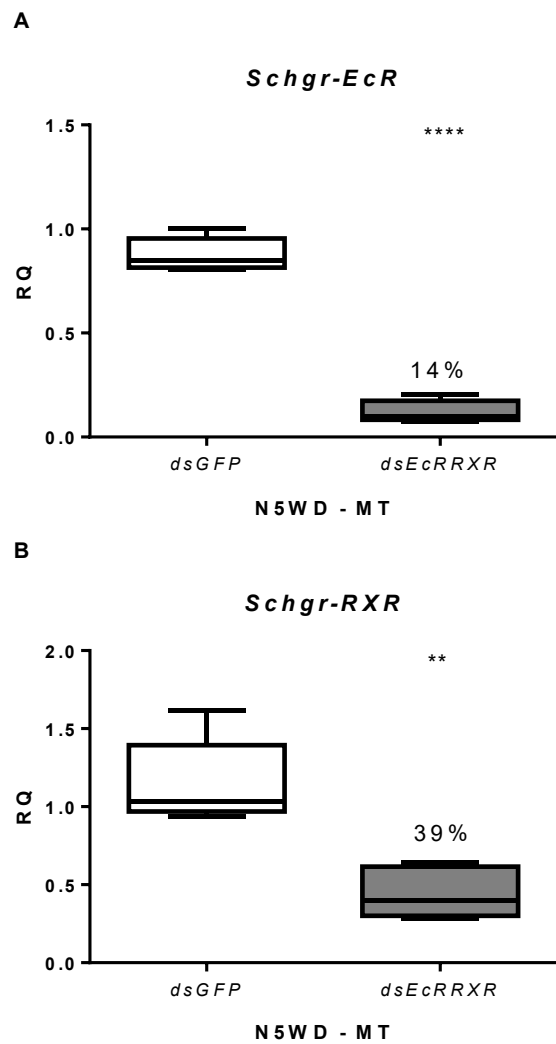 A
Schgr-EcR
****
1.5
1.0
0.5
0.0
RQ
14%
dsGFP
dsEcRRXR
N5WD - MT
B
Schgr-RXR
**
2.0
1.5
1.0
0.5
0.0
RQ
39%
dsGFP
dsEcRRXR
N5WD - MT